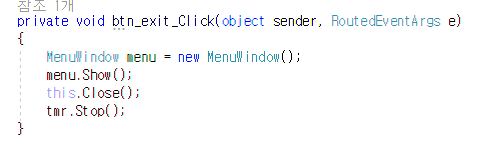 참조 1개
private void btn_exit_Click(object sender, RoutedEventArgs e)
{
MenuWindow menu = new MenuWindow();
menu.Show();
this.Close();
tmr.Stop();
}